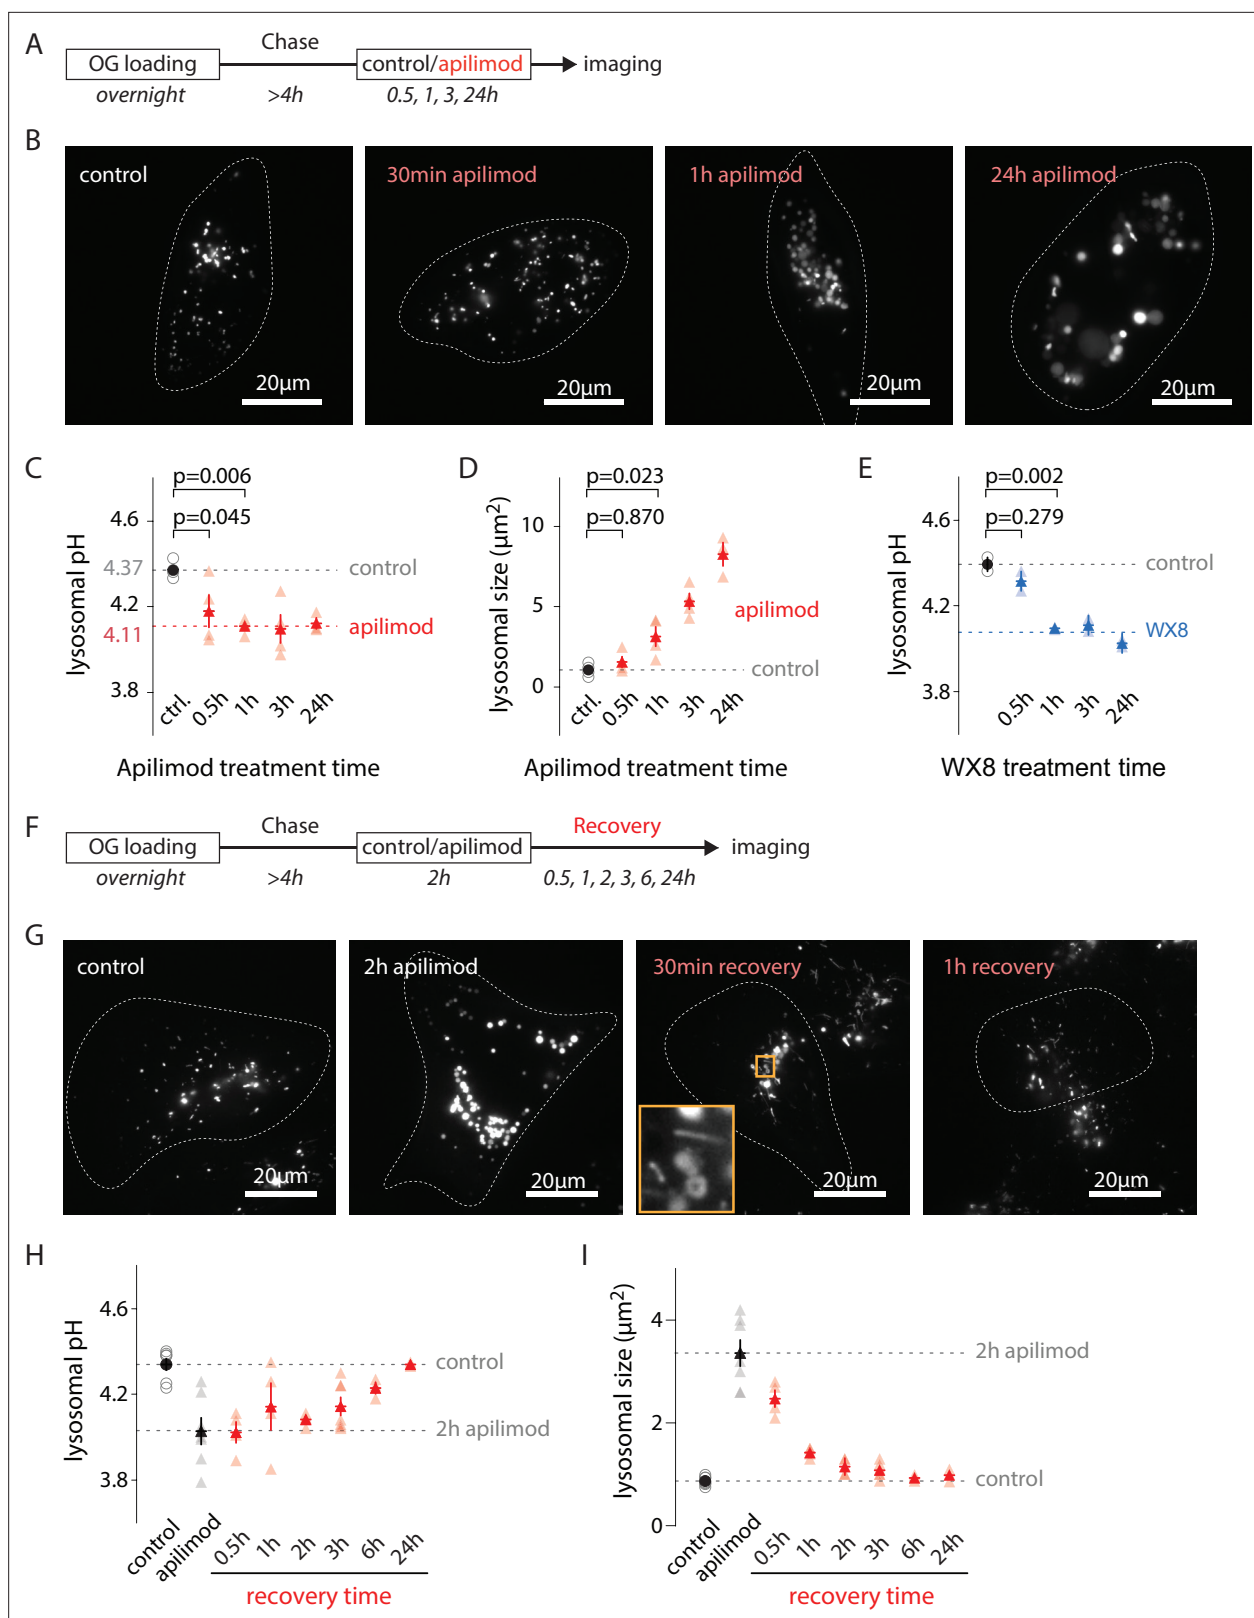 A
OG loading
Chase
control/apilimod
imaging
overnight
>4h
0.5, 1, 3, 24h
B
control
30min apilimod
1h apilimod
24h apilimod
20µm
20µm
20µm
20µm
C
p=0.006
p=0.045
lysosomal pH
4.6
4.37
4.2
4.11
3.8
control
apilimod
ctrl.
0.5h
1h
3h
24h
Apilimod treatment time
D
p=0.023
p=0.870
lysosomal size (µm²)
10
5
0
apilimod
control
ctrl.
0.5h
1h
3h
24h
Apilimod treatment time
E
p=0.002
p=0.279
lysosomal pH
4.6
4.2
3.8
control
WX8
0.5h
1h
3h
24h
WX8 treatment time
F
OG loading
Chase
control/apilimod
Recovery
imaging
overnight
>4h
2h
0.5, 1, 2, 3, 6, 24h
G
control
2h apilimod
30min recovery
1h recovery
20µm
20µm
20µm
20µm
H
lysosomal pH
4.6
4.2
3.8
control
2h apilimod
control
apilimod
0.5h
1h
2h
3h
6h
24h
recovery time
I
lysosomal size (µm²)
4
2
0
2h apilimod
control
control
apilimod
0.5h
1h
2h
3h
6h
24h
recovery time